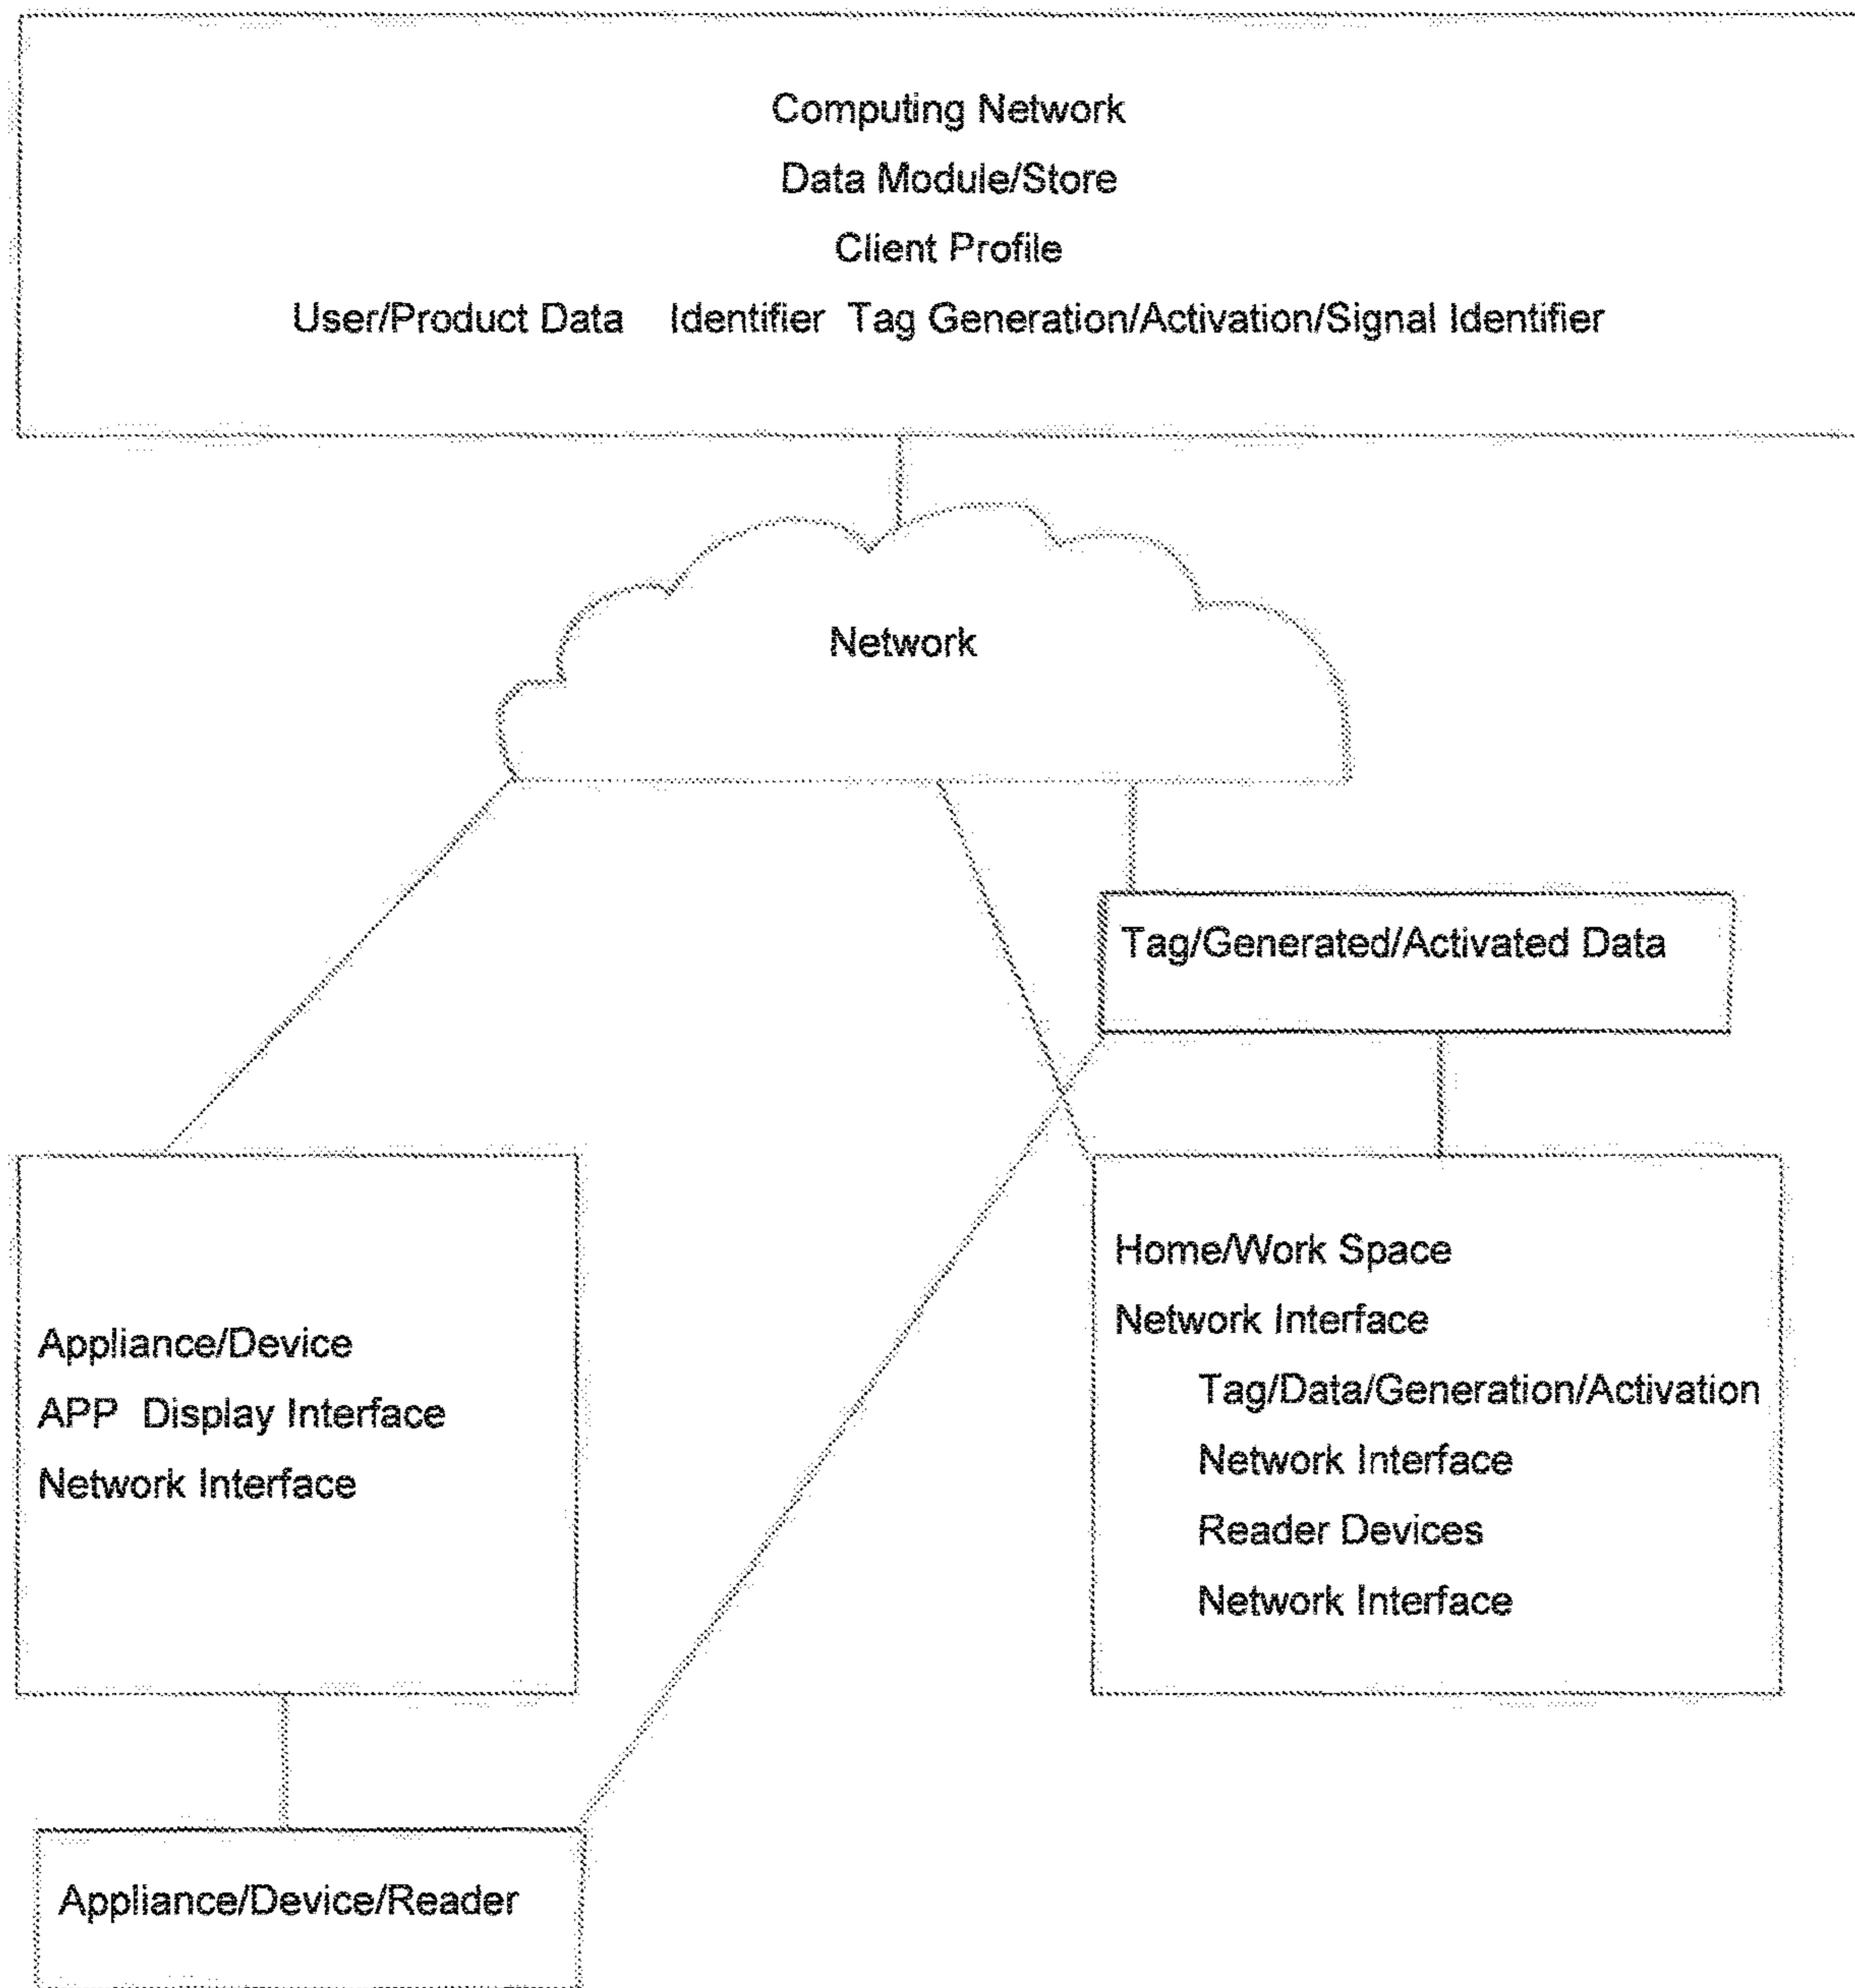 Computing Network
Data Module/Store
Client Profile
User/Product Data Identifier Tag Generation/Activation/Signal Identifier
Network
Tag/Generated/Activated Data
Home/Work Space
Network Interface
Tag/Data/Generation/Activation
Network Interface
Reader Devices
Network Interface
Appliance/Device
APP Display Interface
Network Interface
Appliance/Device/Reader